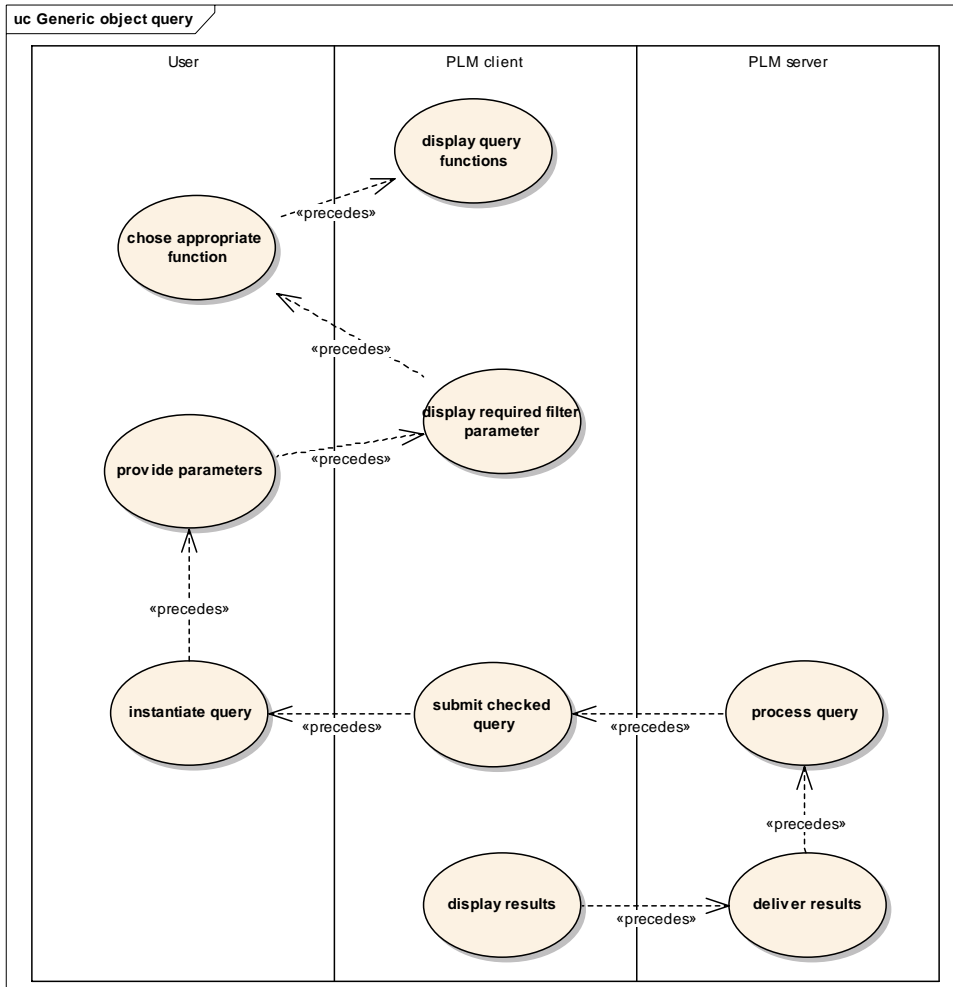 uc Generic object query
User
PLM client
PLM server
display query
functions
«precedes»
chose appropriate
function
«precedes»
display required filter
parameter
provide parameters
«precedes»
«precedes»
instantiate query
«precedes»
submit checked
query
«precedes»
process query
«precedes»
display results
«precedes»
deliver results